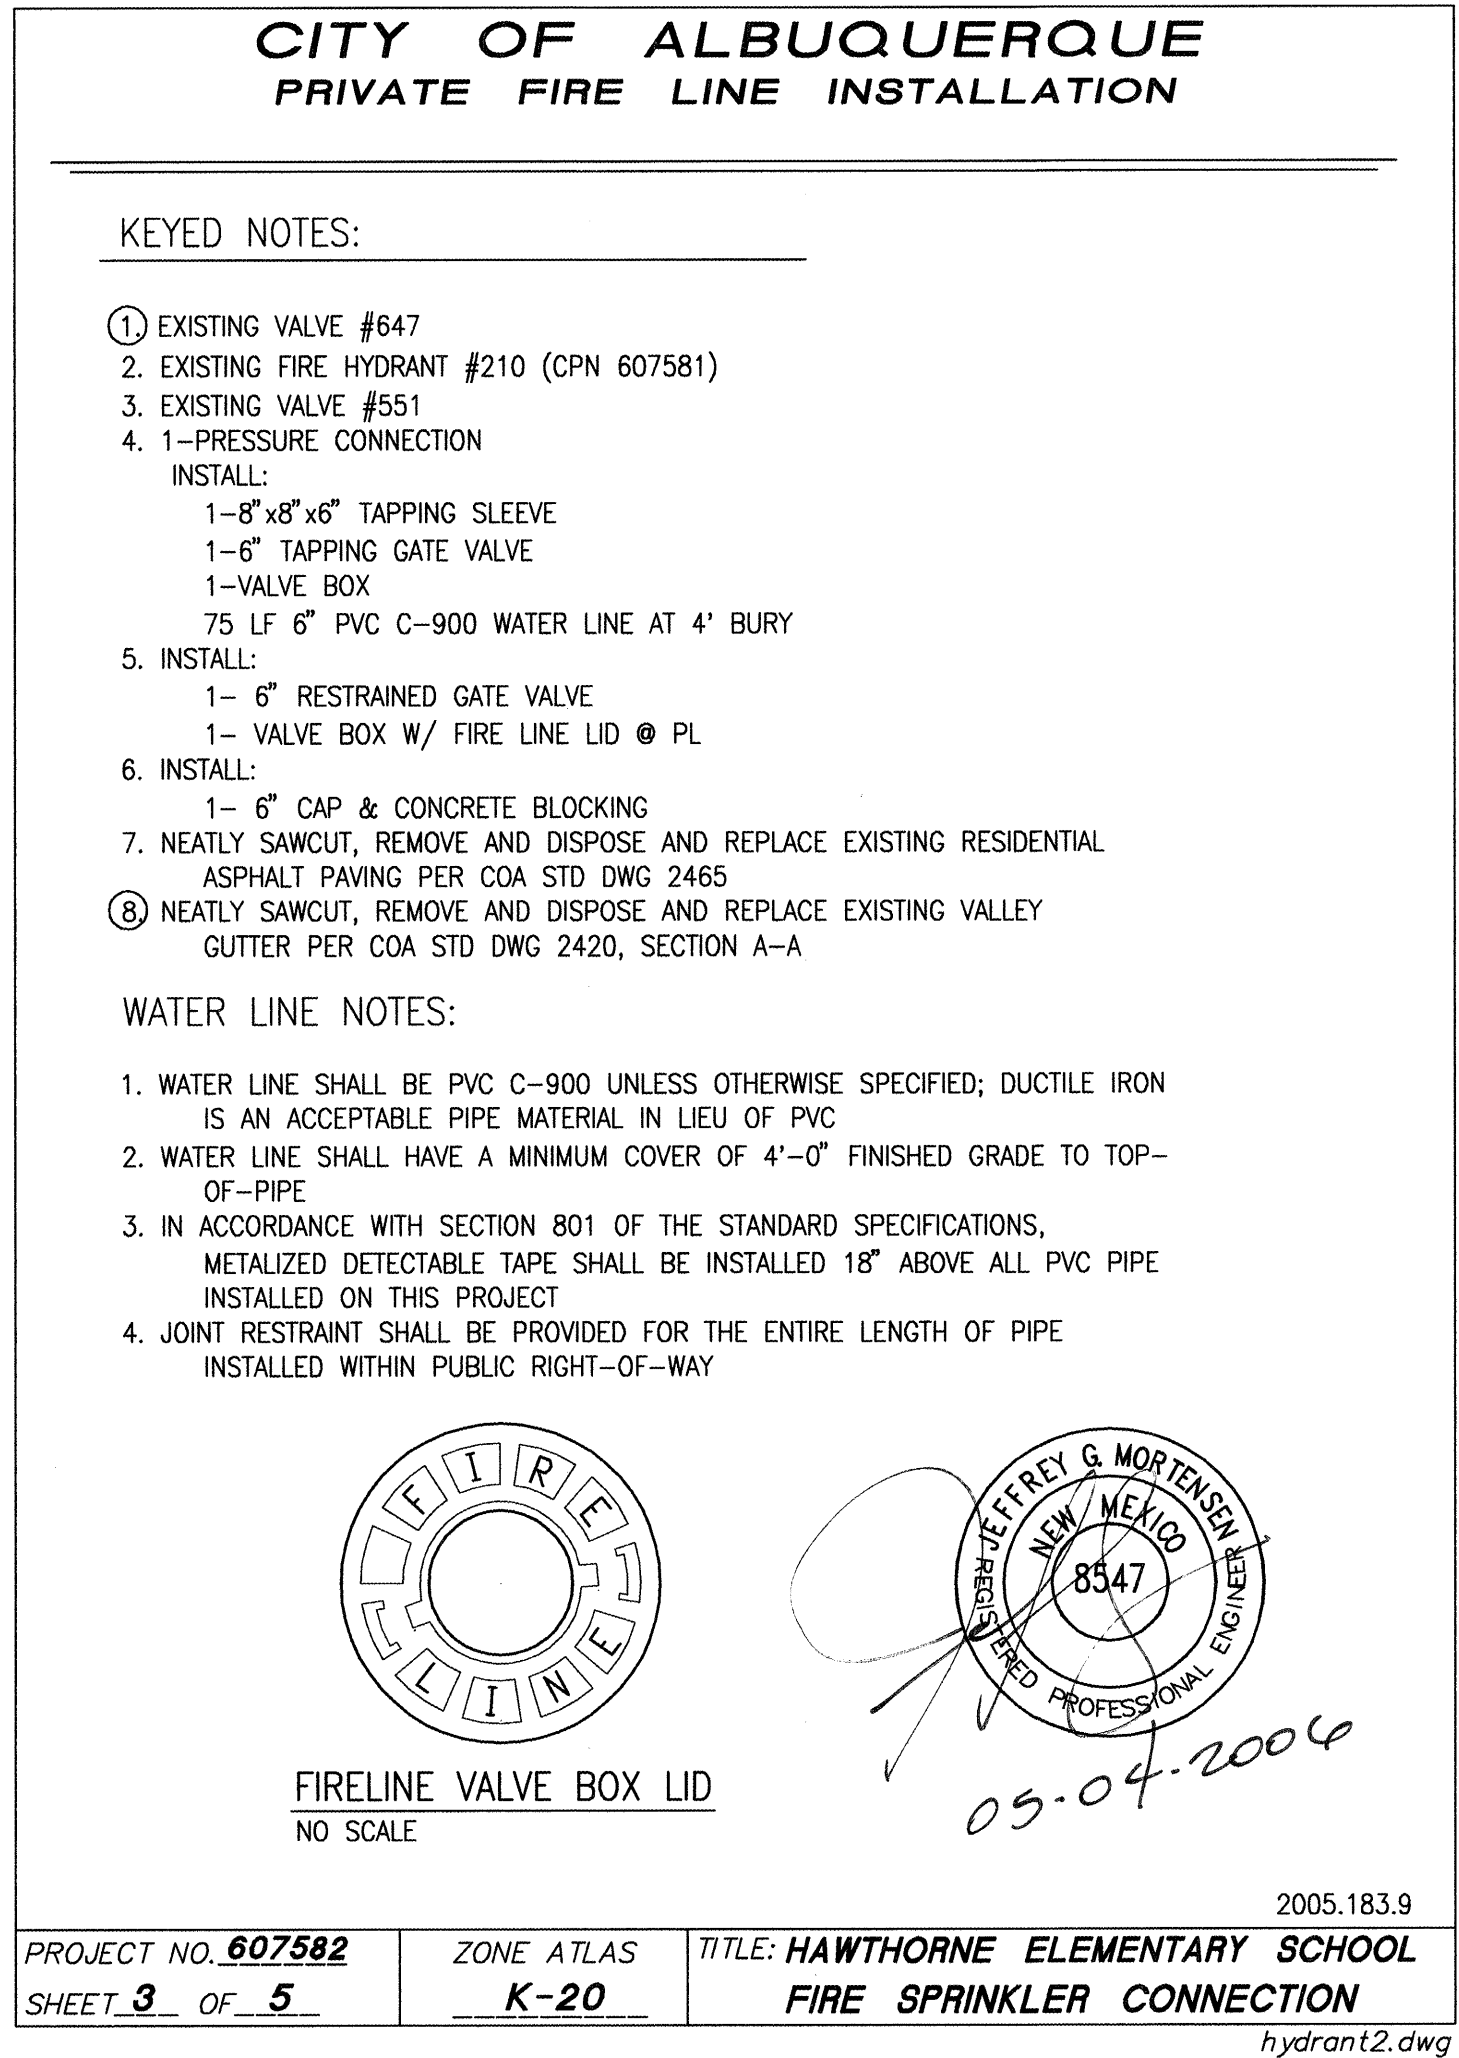 CITY OF ALBUQUERQUE
PRIVATE FIRE LINE INSTALLATION
KEYED NOTES:
1. EXISTING VALVE #647
2. EXISTING FIRE HYDRANT #210 (CPN 607581)
3. EXISTING VALVE #551
4. 1-PRESSURE CONNECTION
INSTALL:
1-8"x8"x6" TAPPING SLEEVE
1-6" TAPPING GATE VALVE
1-VALVE BOX
75 LF 6" PVC C-900 WATER LINE AT 4' BURY
5. INSTALL:
1- 6" RESTRAINED GATE VALVE
1- VALVE BOX W/ FIRE LINE LID @ PL
6. INSTALL:
1- 6" CAP & CONCRETE BLOCKING
7. NEATLY SAWCUT, REMOVE AND DISPOSE AND REPLACE EXISTING RESIDENTIAL
ASPHALT PAVING PER COA STD DWG 2465
8. NEATLY SAWCUT, REMOVE AND DISPOSE AND REPLACE EXISTING VALLEY
GUTTER PER COA STD DWG 2420, SECTION A-A
WATER LINE NOTES:
1. WATER LINE SHALL BE PVC C-900 UNLESS OTHERWISE SPECIFIED; DUCTILE IRON
IS AN ACCEPTABLE PIPE MATERIAL IN LIEU OF PVC
2. WATER LINE SHALL HAVE A MINIMUM COVER OF 4'-0" FINISHED GRADE TO TOP-
OF-PIPE
3. IN ACCORDANCE WITH SECTION 801 OF THE STANDARD SPECIFICATIONS,
METALIZED DETECTABLE TAPE SHALL BE INSTALLED 18" ABOVE ALL PVC PIPE
INSTALLED ON THIS PROJECT
4. JOINT RESTRAINT SHALL BE PROVIDED FOR THE ENTIRE LENGTH OF PIPE
INSTALLED WITHIN PUBLIC RIGHT-OF-WAY
FIRE
LINE
FIRELINE VALVE BOX LID
NO SCALE
JEFFREY G. MORTENSEN
NEW MEXICO
8547
REGISTERED PROFESSIONAL ENGINEER
05-04-2006
2005.183.9
PROJECT NO. 607582
SHEET 3 OF 5
ZONE ATLAS
K-20
TITLE: HAWTHORNE ELEMENTARY SCHOOL
FIRE SPRINKLER CONNECTION
hydrant2.dwg